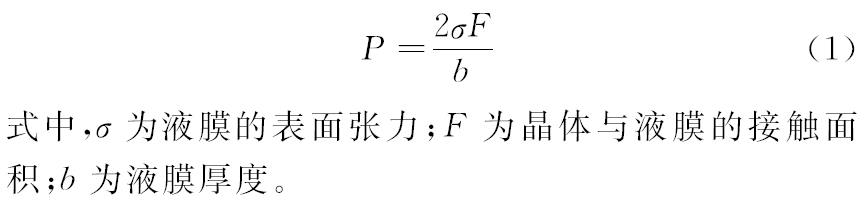 P = 2σF / b (1)
式中,σ 为液膜的表面张力;F 为晶体与液膜的接触面
积;b 为液膜厚度。